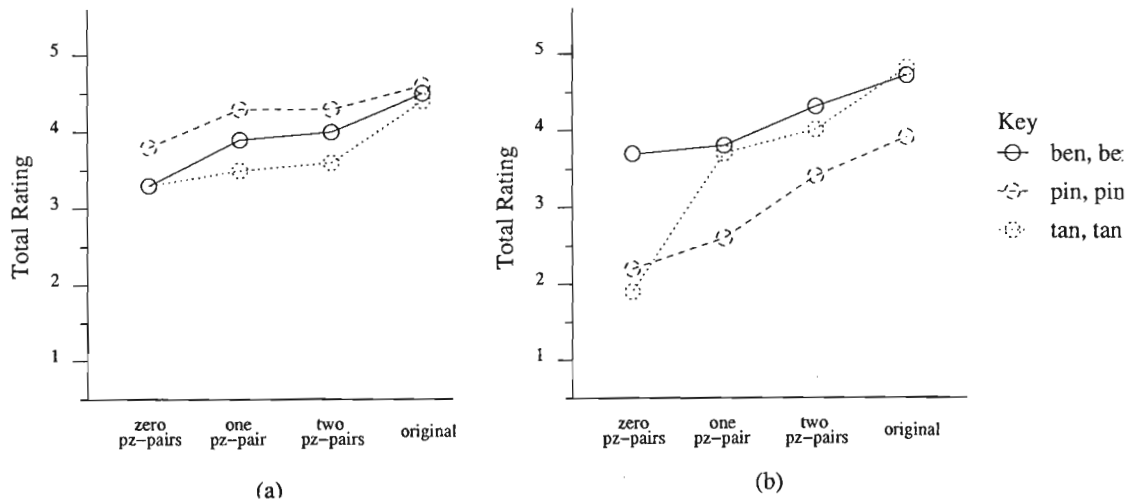 Total Rating
5
4
3
2
1
zero
pz-pairs
one
pz-pair
two
pz-pairs
original
(a)
Total Rating
5
4
3
2
1
zero
pz-pairs
one
pz-pair
two
pz-pairs
original
(b)
Key
ben, be
pin, pin
tan, tan